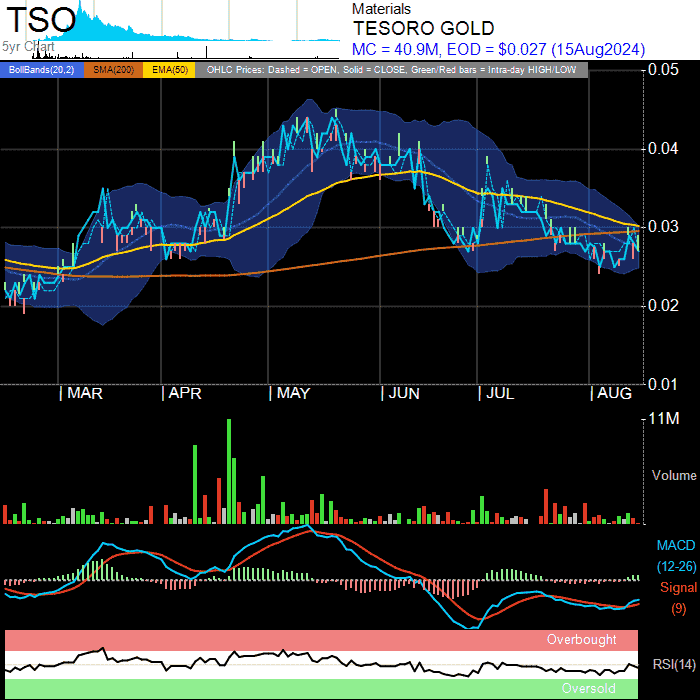 TSO
5yr Chart
Materials
TESORO GOLD
MC = 40.9M, EOD = $0.027 (15Aug2024)
BollBands(20,2) SMA(200) EMA(50) OHLC Prices: Dashed = OPEN, Solid = CLOSE, Green/Red bars = Intra-day HIGH/LOW
0.05
0.04
0.03
0.02
0.01
MAR APR MAY JUN JUL AUG
11M
Volume
MACD
(12-26)
Signal
(9)
Overbought
RSI(14)
Oversold